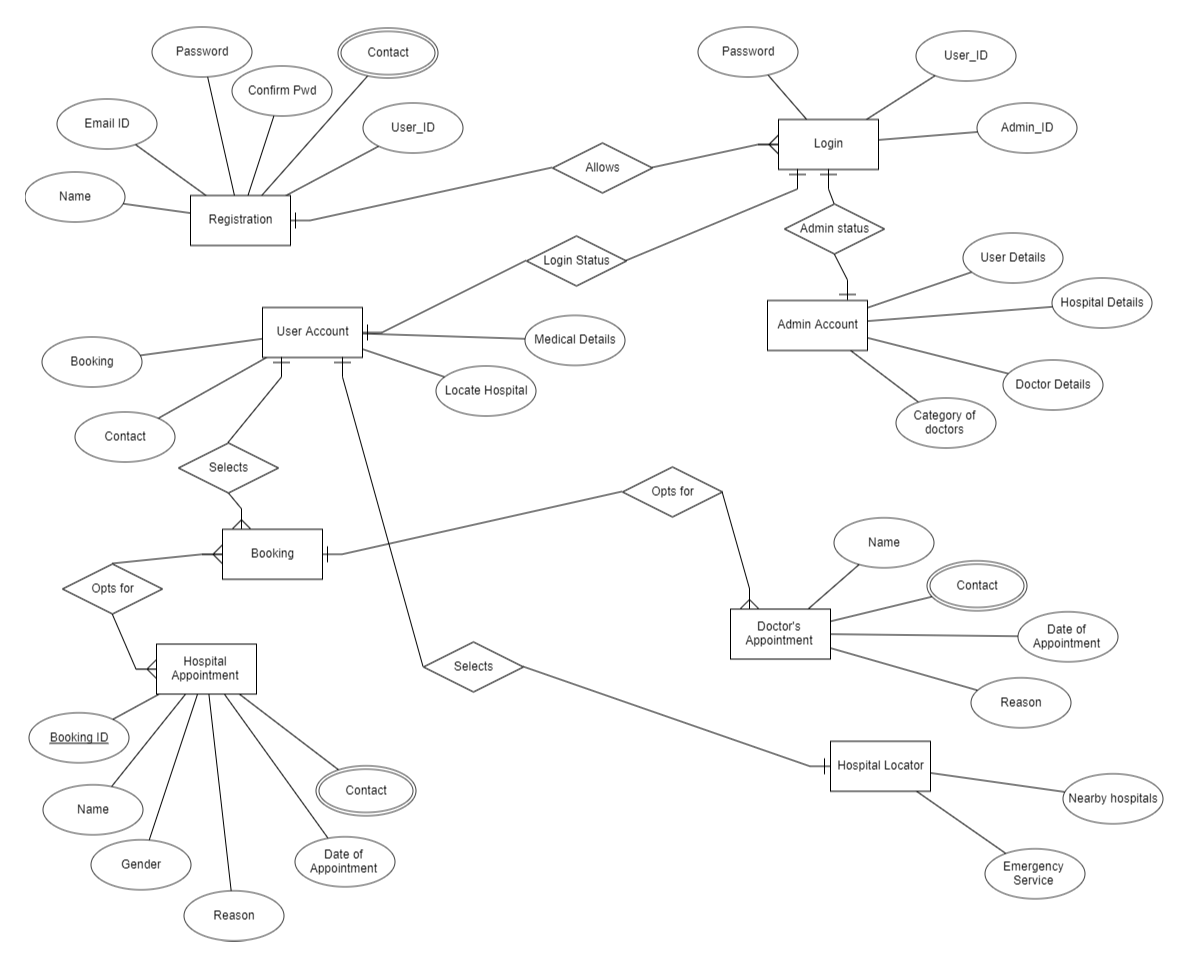 Password
Contact
Confirm Pwd
Email ID
User_ID
Name
Registration
Allows
Password
User_ID
Admin_ID
Login
Admin status
Login Status
User Details
Hospital Details
Admin Account
Doctor Details
Category of
doctors
User Account
Medical Details
Locate Hospital
Booking
Contact
Selects
Opts for
Booking
Opts for
Name
Contact
Doctor's
Appointment
Date of
Appointment
Reason
Hospital
Appointment
Selects
Booking ID
Name
Gender
Reason
Date of
Appointment
Contact
Hospital Locator
Nearby hospitals
Emergency
Service